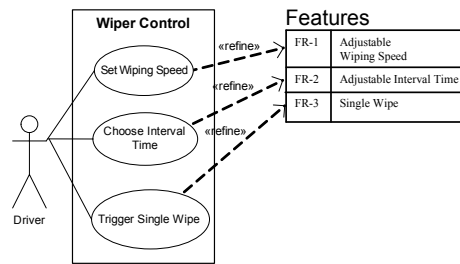 Wiper Control
Features
Set Wiping Speed
«refine»
FR-1 Adjustable
Wiping Speed
«refine»
FR-2 Adjustable Interval Time
Choose Interval
Time
«refine»
FR-3 Single Wipe
Trigger Single Wipe
Driver